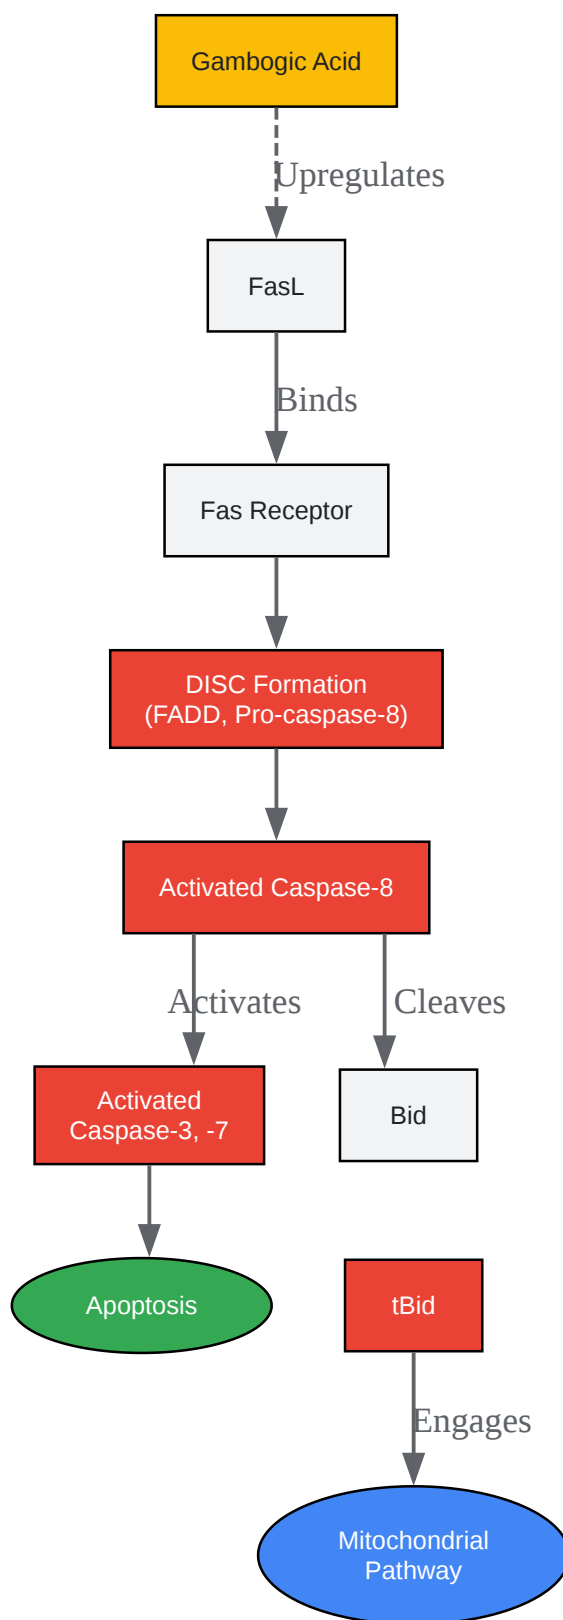 Gambogic Acid
Upregulates
FasL
Binds
Fas Receptor
DISC Formation
(FADD, Pro-caspase-8)
Activated Caspase-8
Activates
Cleaves
Activated
Caspase-3, -7
Bid
Apoptosis
tBid
Engages
Mitochondrial
Pathway